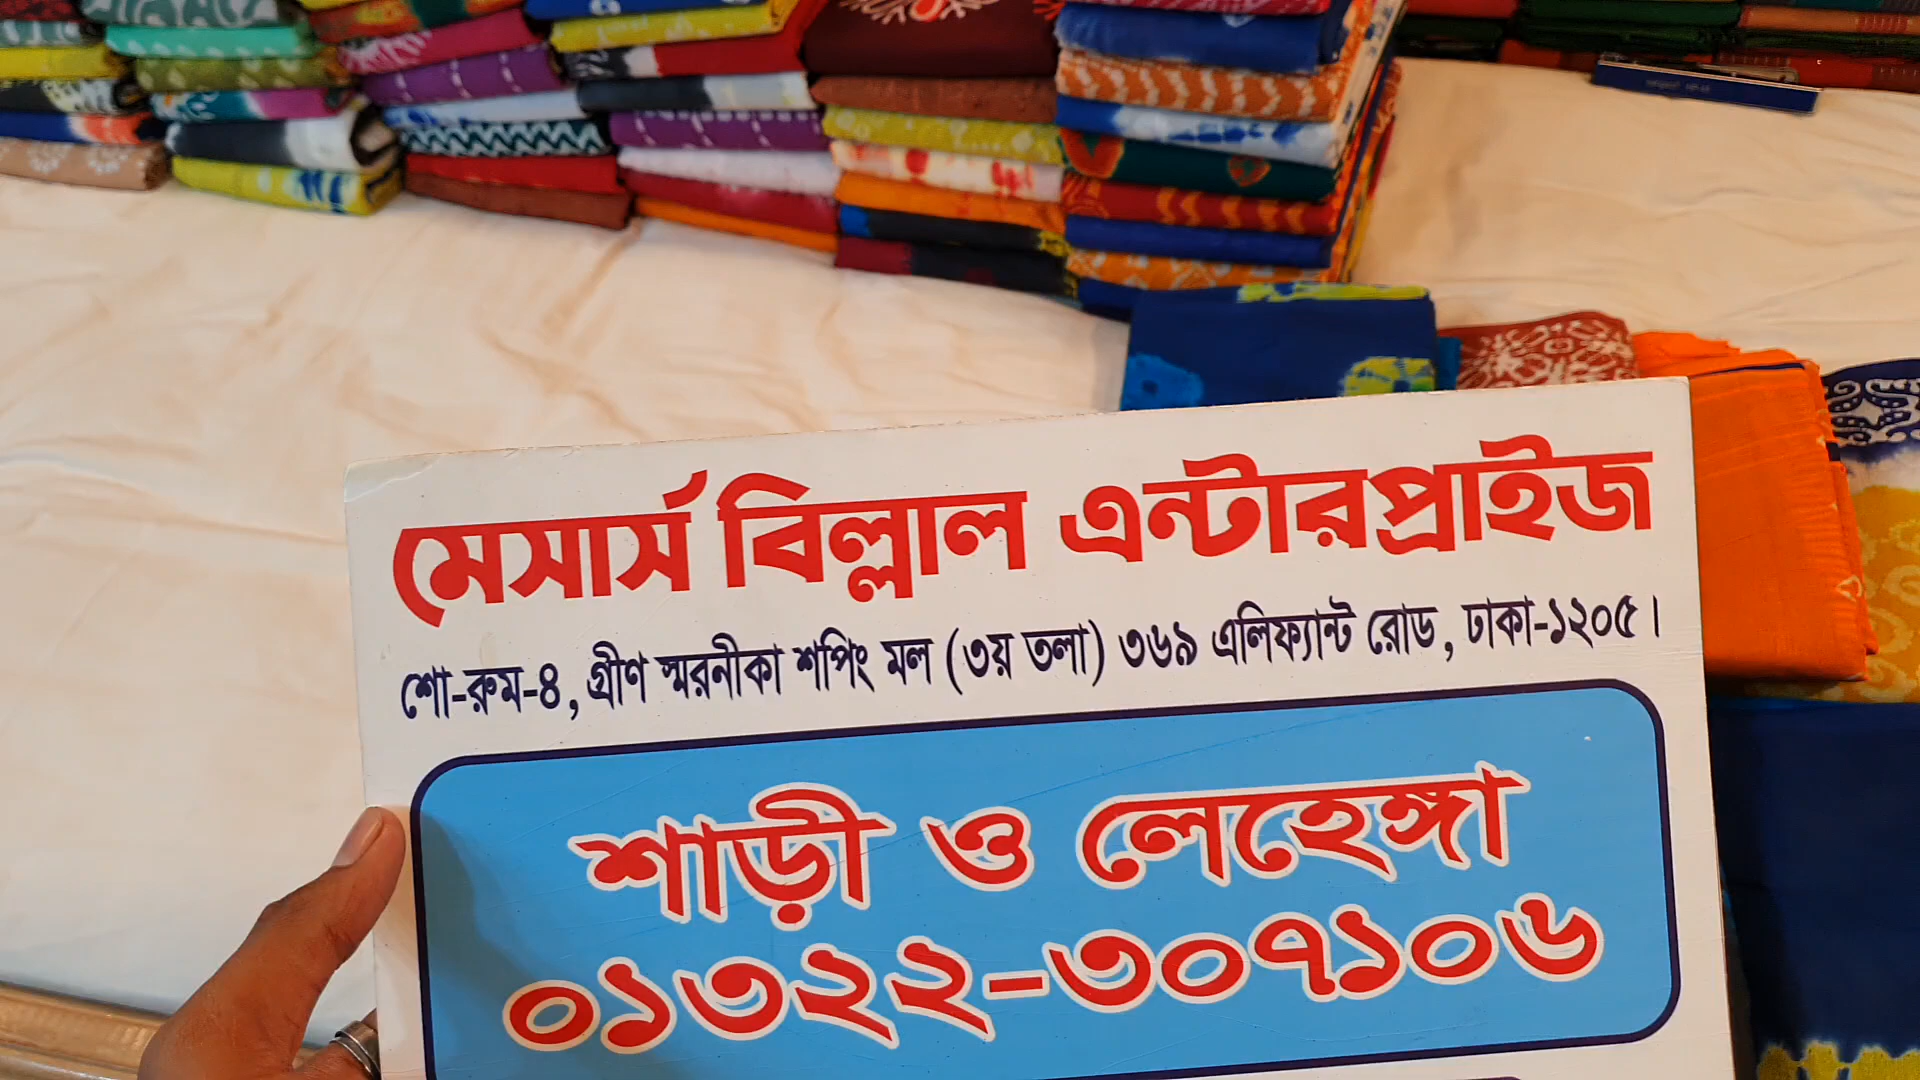 মেসার্স বিল্লাল এন্টারপ্রাইজ
শো-রুম-৪, গ্রীণ স্মরনীকা শপিং মল (৩য় তলা) ৩৬৯ এলিফ্যান্ট রোড, ঢাকা-১২০৫।
শাড়ী ও লেহেঙ্গা
০১৩২২-৩০৭১০৬